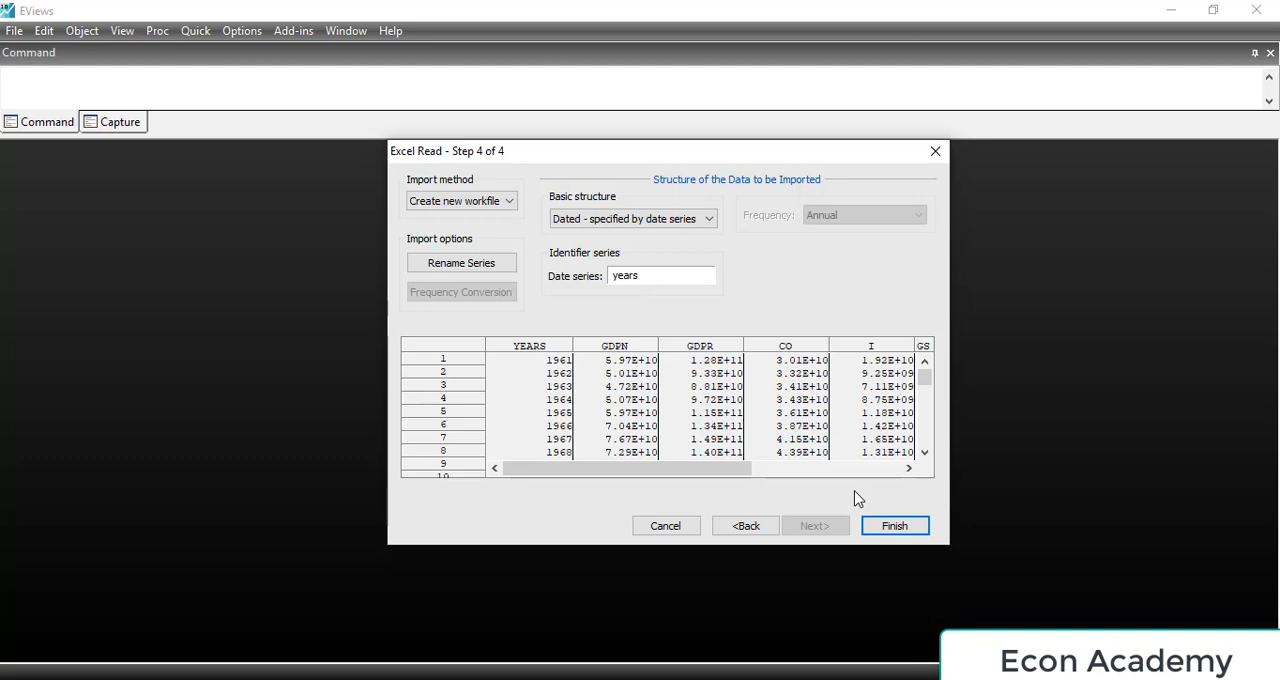 EViews
File Edit Object View Proc Quick Options Add-ins Window Help
Command
Command Capture
Excel Read - Step 4 of 4
Import method
Create new workfile
Import options
Rename Series
Frequency Conversion
Structure of the Data to be Imported
Basic structure
Dated - specified by date series
Frequency: Annual
Identifier series
Date series: years
YEARS GDPN GDPR CO I GS
1 1961 5.97E+10 1.28E+11 3.01E+10 1.92E+10
2 1962 5.01E+10 9.33E+10 3.32E+10 9.25E+09
3 1963 4.72E+10 8.81E+10 3.41E+10 7.11E+09
4 1964 5.07E+10 9.72E+10 3.43E+10 8.75E+09
5 1965 5.97E+10 1.15E+11 3.61E+10 1.18E+10
6 1966 7.04E+10 1.34E+11 3.87E+10 1.42E+10
7 1967 7.67E+10 1.49E+11 4.15E+10 1.65E+10
8 1968 7.29E+10 1.40E+11 4.39E+10 1.31E+10
9
10
Cancel <Back Next> Finish
Econ Academy